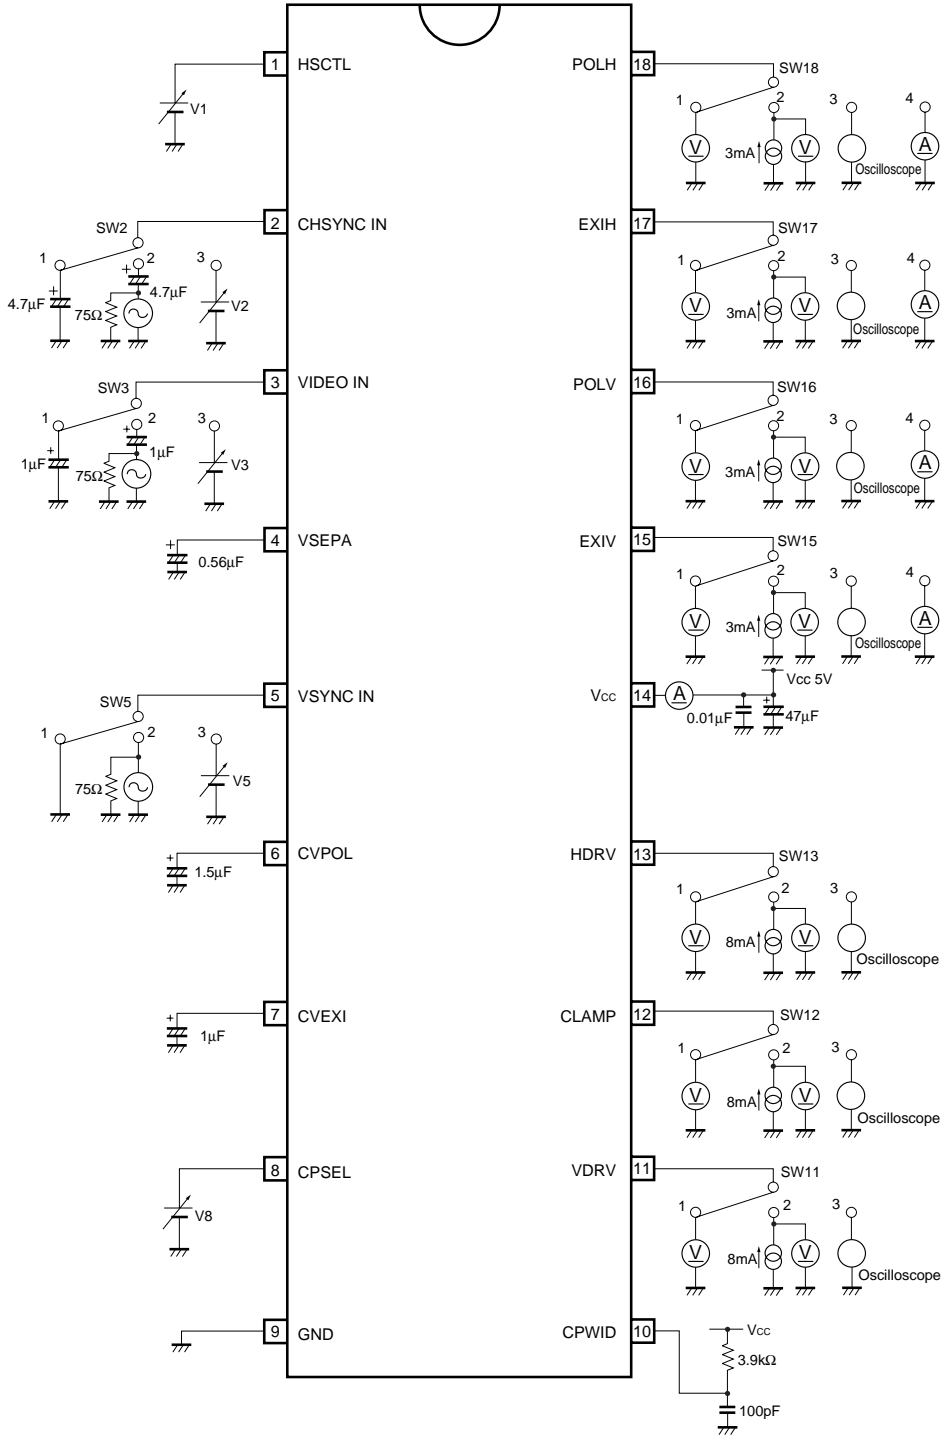 1 HSCTL
V1
SW2
2 CHSYNC IN
1 2 3
+ + 
4.7μF 4.7μF
75Ω
V2
SW3
3 VIDEO IN
1 2 3
+ +
1μF 1μF
75Ω
V3
4 VSEPA
+
0.56μF
SW5
5 VSYNC IN
1 2 3
75Ω
V5
6 CVPOL
+
1.5μF
7 CVEXI
+
1μF
8 CPSEL
V8
9 GND
POLH 18
SW18
1 2 3 4
V 3mA V A
Oscilloscope
EXIH 17
SW17
1 2 3 4
V 3mA V A
Oscilloscope
POLV 16
SW16
1 2 3 4
V 3mA V A
Oscilloscope
EXIV 15
SW15
1 2 3 4
V 3mA V A
Oscilloscope
Vcc 5V
Vcc 14 A
0.01μF + 47μF
HDRV 13
SW13
1 2 3
V 8mA V
Oscilloscope
CLAMP 12
SW12
1 2 3
V 8mA V
Oscilloscope
VDRV 11
SW11
1 2 3
V 8mA V
Oscilloscope
CPWID 10
Vcc
3.9kΩ
100pF